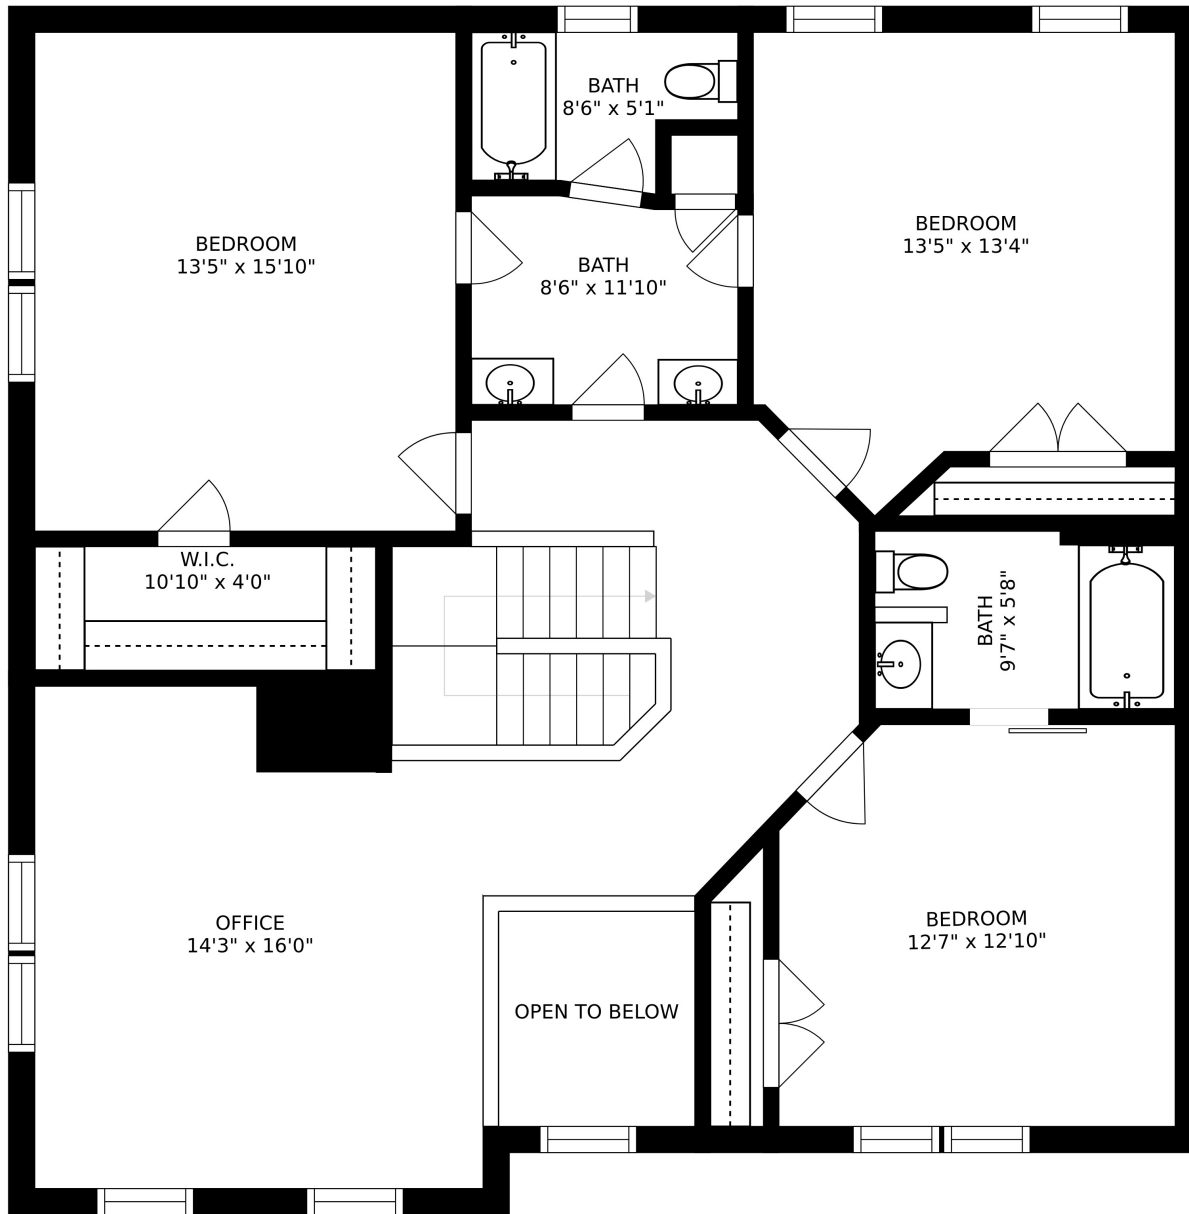 BATH
8'6" x 5'1"
BEDROOM
13'5" x 15'10"
BEDROOM
13'5" x 13'4"
BATH
8'6" x 11'10"
W.I.C.
10'10" x 4'0"
BATH
9'7" x 5'8"
OFFICE
14'3" x 16'0"
BEDROOM
12'7" x 12'10"
OPEN TO BELOW